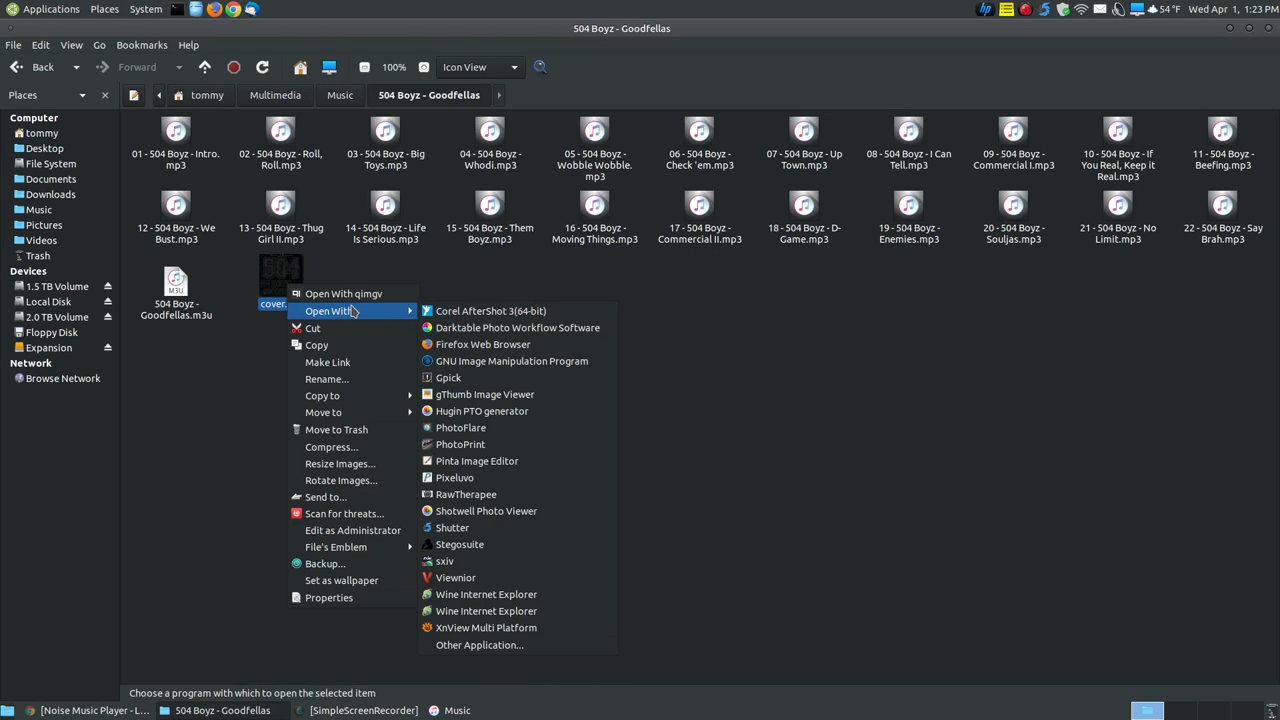 Applications Places System 54 °F Wed Apr 1, 1:23 PM
504 Boyz - Goodfellas
File Edit View Go Bookmarks Help
Back Forward 100% Icon View
Places tommy Multimedia Music 504 Boyz - Goodfellas
Computer
tommy
Desktop
File System
Documents
Downloads
Music
Pictures
Videos
Trash
Devices
1.5 TB Volume
Local Disk
2.0 TB Volume
Floppy Disk
Expansion
Network
Browse Network
01 - 504 Boyz - Intro.
mp3
02 - 504 Boyz - Roll,
Roll.mp3
03 - 504 Boyz - Big
Toys.mp3
04 - 504 Boyz -
Whodi.mp3
05 - 504 Boyz -
Wobble Wobble.
mp3
06 - 504 Boyz -
Check 'em.mp3
07 - 504 Boyz - Up
Town.mp3
08 - 504 Boyz - I Can
Tell.mp3
09 - 504 Boyz -
Commercial I.mp3
10 - 504 Boyz - If
You Real, Keep it
Real.mp3
11 - 504 Boyz -
Beefing.mp3
12 - 504 Boyz - We
Bust.mp3
13 - 504 Boyz - Thug
Girl II.mp3
14 - 504 Boyz - Life
Is Serious.mp3
15 - 504 Boyz - Them
Boyz.mp3
16 - 504 Boyz -
Moving Things.mp3
17 - 504 Boyz -
Commercial II.mp3
18 - 504 Boyz - D-
Game.mp3
19 - 504 Boyz -
Enemies.mp3
20 - 504 Boyz -
Souljas.mp3
21 - 504 Boyz - No
Limit.mp3
22 - 504 Boyz - Say
Brah.mp3
M3U
504 Boyz -
Goodfellas.m3u
504
cover.
Open With qimgv
Open With
Cut
Copy
Make Link
Rename...
Copy to
Move to
Move to Trash
Compress...
Resize Images...
Rotate Images...
Send to...
Scan for threats...
Edit as Administrator
File's Emblem
Backup...
Set as wallpaper
Properties
Corel AfterShot 3(64-bit)
Darktable Photo Workflow Software
Firefox Web Browser
GNU Image Manipulation Program
Gpick
gThumb Image Viewer
Hugin PTO generator
PhotoFlare
PhotoPrint
Pinta Image Editor
Pixeluvo
RawTherapee
Shotwell Photo Viewer
Shutter
Stegosuite
sxiv
Viewnior
Wine Internet Explorer
Wine Internet Explorer
XnView Multi Platform
Other Application...
Choose a program with which to open the selected item
[Noise Music Player - L... 504 Boyz - Goodfellas [SimpleScreenRecorder] Music